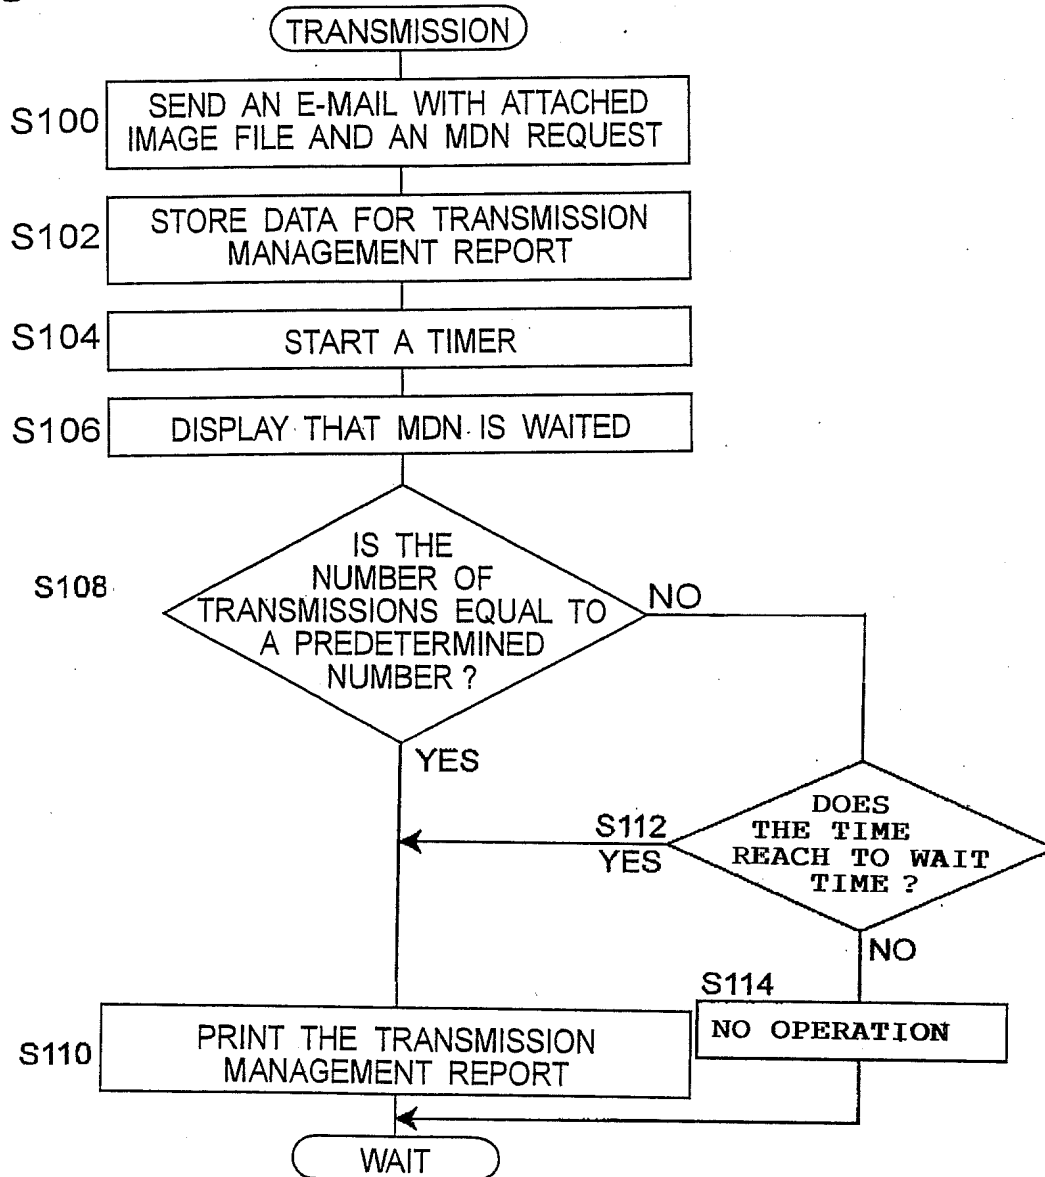 TRANSMISSION
S100
SEND AN E-MAIL WITH ATTACHED
IMAGE FILE AND AN MDN REQUEST
S102
STORE DATA FOR TRANSMISSION
MANAGEMENT REPORT
S104
START A TIMER
S106
DISPLAY THAT MDN IS WAITED
S108
IS THE
NUMBER OF
TRANSMISSIONS EQUAL TO
A PREDETERMINED
NUMBER ?
NO
YES
S112
YES
DOES
THE TIME
REACH TO WAIT
TIME ?
NO
S114
NO OPERATION
S110
PRINT THE TRANSMISSION
MANAGEMENT REPORT
WAIT